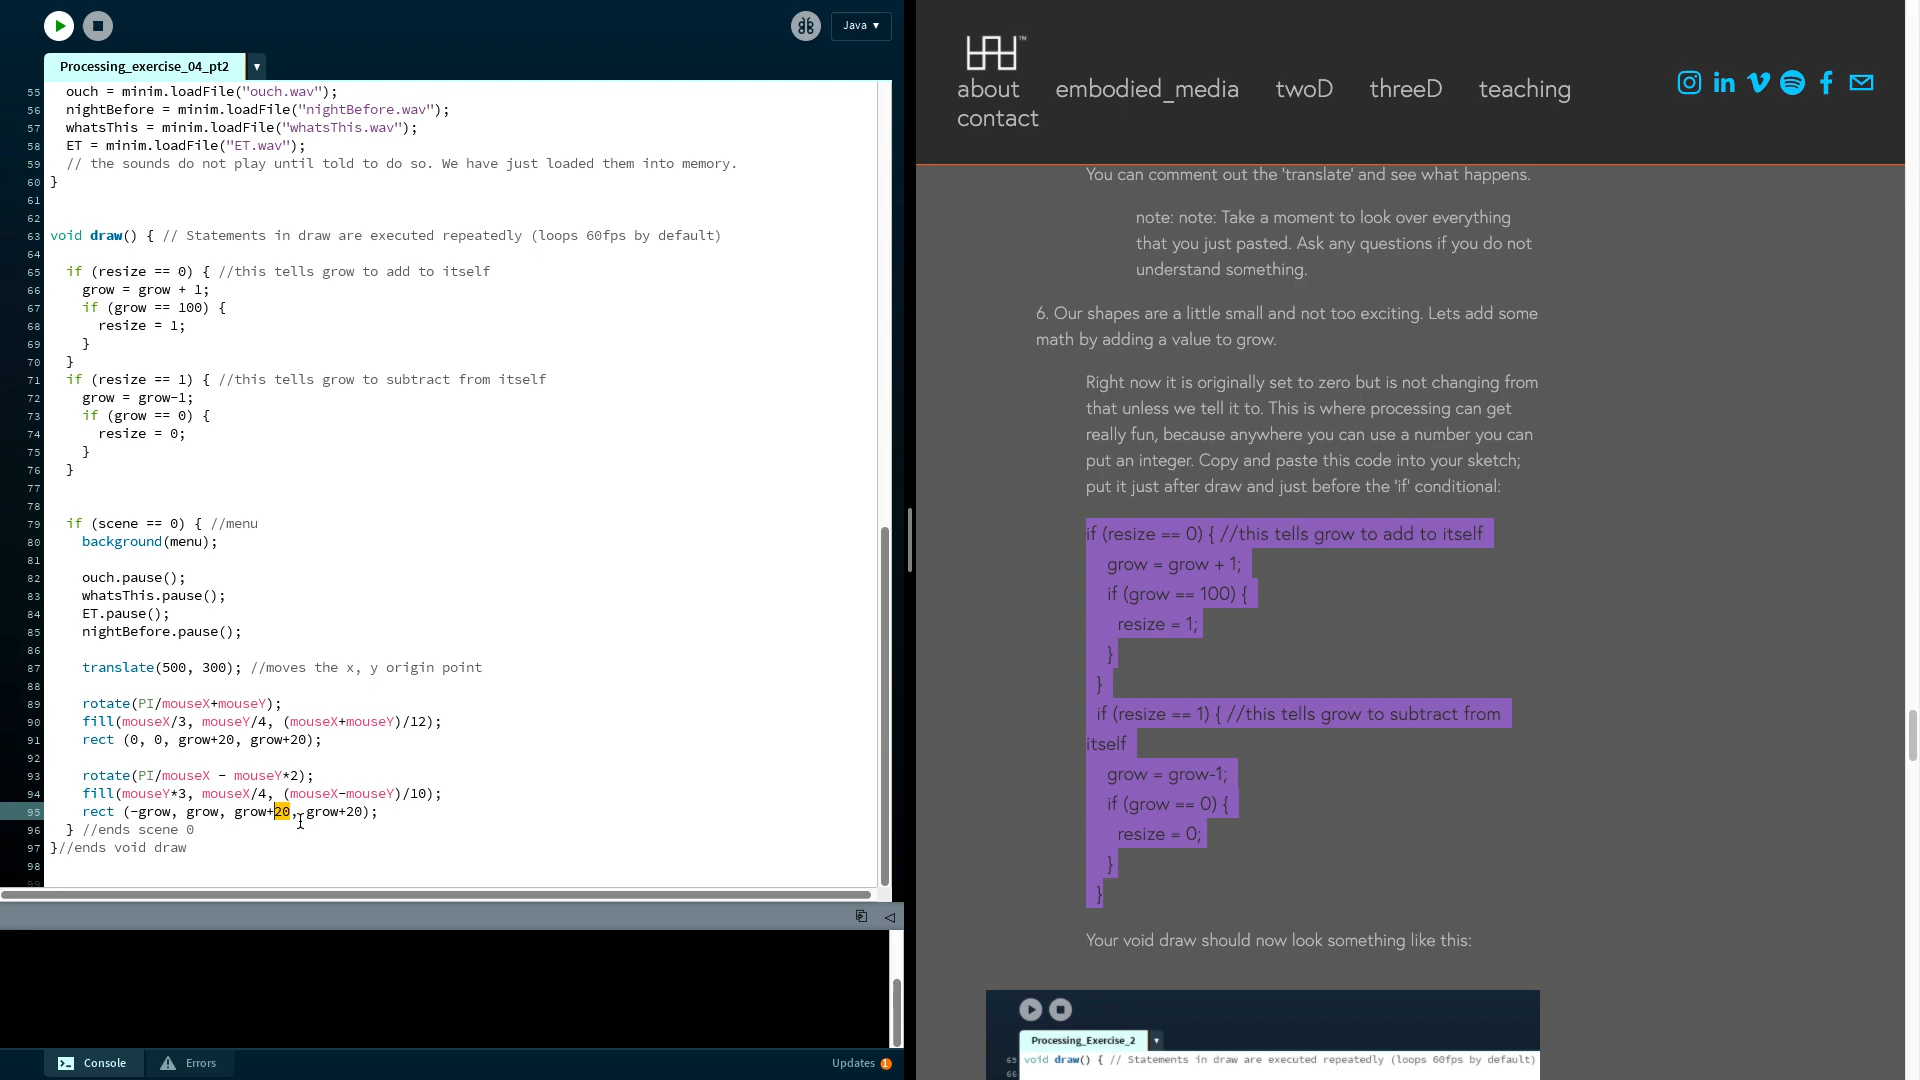 Java ▾
Processing_exercise_04_pt2 ▾
55 ouch = minim.loadFile("ouch.wav");
56 nightBefore = minim.loadFile("nightBefore.wav");
57 whatsThis = minim.loadFile("whatsThis.wav");
58 ET = minim.loadFile("ET.wav");
59 // the sounds do not play until told to do so. We have just loaded them into memory.
60 }
61
62
63 void draw() { // Statements in draw are executed repeatedly (loops 60fps by default)
64
65 if (resize == 0) { //this tells grow to add to itself
66 grow = grow + 1;
67 if (grow == 100) {
68 resize = 1;
69 }
70 }
71 if (resize == 1) { //this tells grow to subtract from itself
72 grow = grow-1;
73 if (grow == 0) {
74 resize = 0;
75 }
76 }
77
78
79 if (scene == 0) { //menu
80 background(menu);
81
82 ouch.pause();
83 whatsThis.pause();
84 ET.pause();
85 nightBefore.pause();
86
87 translate(500, 300); //moves the x, y origin point
88
89 rotate(PI/mouseX+mouseY);
90 fill(mouseX/3, mouseY/4, (mouseX+mouseY)/12);
91 rect (0, 0, grow+20, grow+20);
92
93 rotate(PI/mouseX - mouseY*2);
94 fill(mouseY*3, mouseX/4, (mouseX-mouseY)/10);
95 rect (-grow, grow, grow+20, grow+20);
96 } //ends scene 0
97 }//ends void draw
98
99
Console Errors Updates 1
TM
about embodied_media twoD threeD teaching
contact
You can comment out the 'translate' and see what happens.
note: note: Take a moment to look over everything
that you just pasted. Ask any questions if you do not
understand something.
6. Our shapes are a little small and not too exciting. Lets add some
math by adding a value to grow.
Right now it is originally set to zero but is not changing from
that unless we tell it to. This is where processing can get
really fun, because anywhere you can use a number you can
put an integer. Copy and paste this code into your sketch;
put it just after draw and just before the 'if' conditional:
if (resize == 0) { //this tells grow to add to itself
grow = grow + 1;
if (grow == 100) {
resize = 1;
}
}
if (resize == 1) { //this tells grow to subtract from
itself
grow = grow-1;
if (grow == 0) {
resize = 0;
}
}
Your void draw should now look something like this:
Processing_Exercise_2 ▾
65 void draw() { // Statements in draw are executed repeatedly (loops 60fps by default)
66